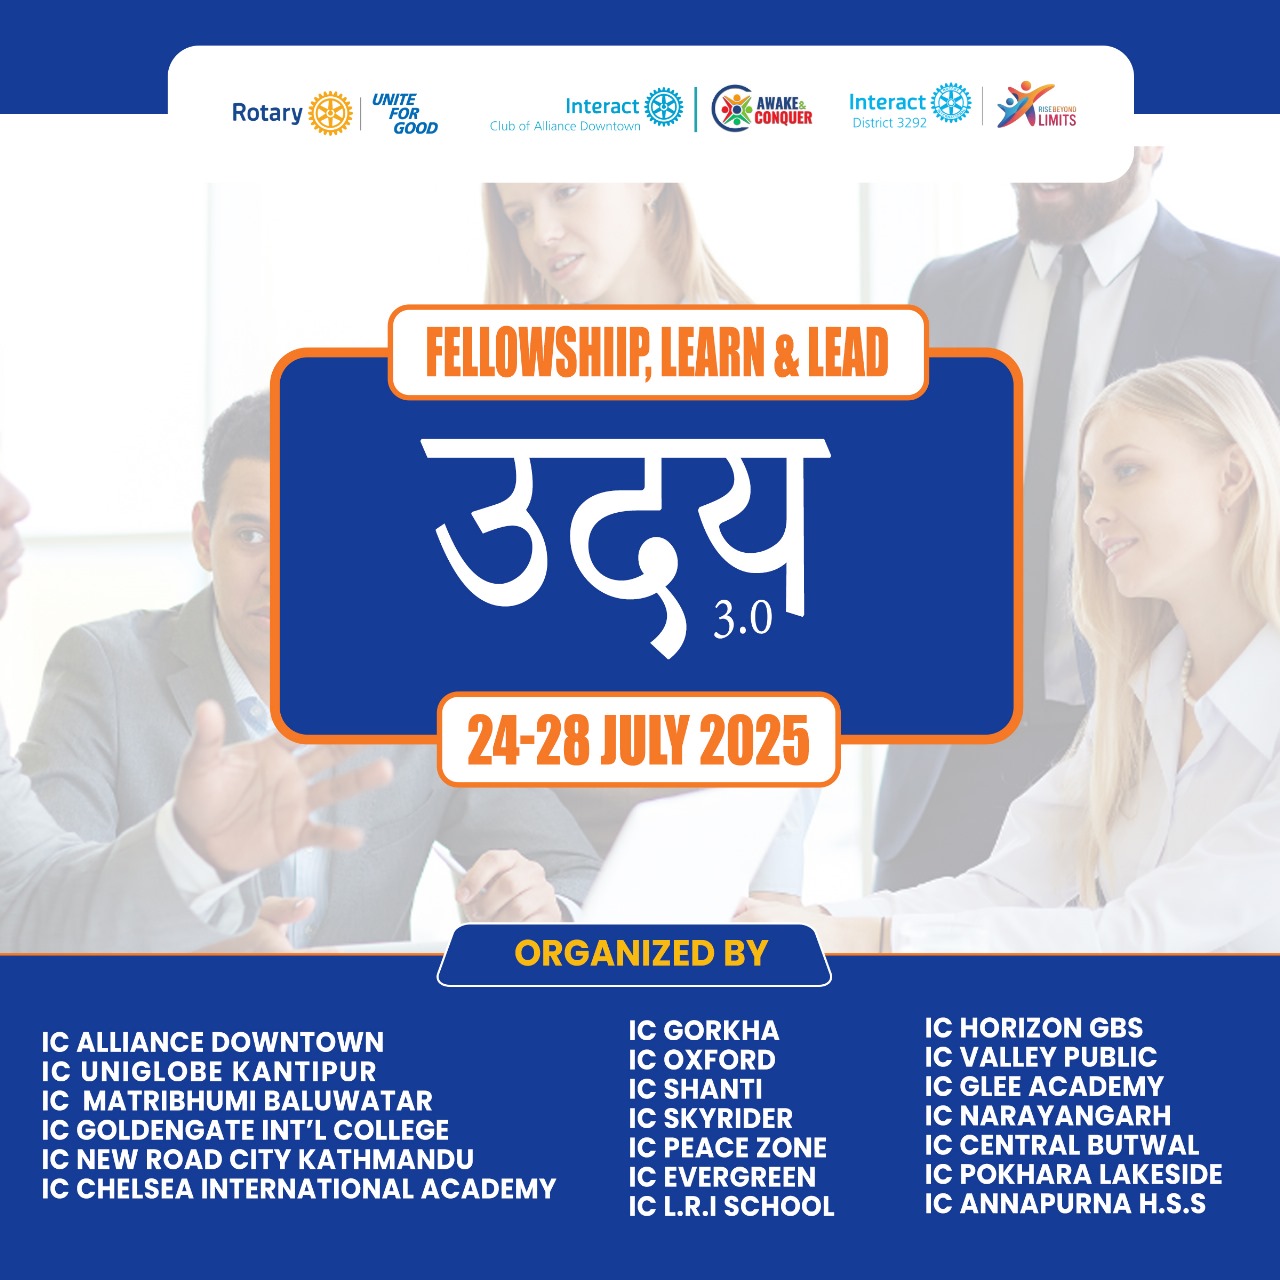 Rotary
UNITE
FOR
GOOD
Interact
Club of Alliance Downtown
AWAKE&
CONQUER
Interact
District 3292
RISE BEYOND
LIMITS
FELLOWSHIIP, LEARN & LEAD
उदय
3.0
24-28 JULY 2025
ORGANIZED BY
IC ALLIANCE DOWNTOWN
IC UNIGLOBE KANTIPUR
IC MATRIBHUMI BALUWATAR
IC GOLDENGATE INT'L COLLEGE
IC NEW ROAD CITY KATHMANDU
IC CHELSEA INTERNATIONAL ACADEMY
IC GORKHA
IC OXFORD
IC SHANTI
IC SKYRIDER
IC PEACE ZONE
IC EVERGREEN
IC L.R.I SCHOOL
IC HORIZON GBS
IC VALLEY PUBLIC
IC GLEE ACADEMY
IC NARAYANGARH
IC CENTRAL BUTWAL
IC POKHARA LAKESIDE
IC ANNAPURNA H.S.S